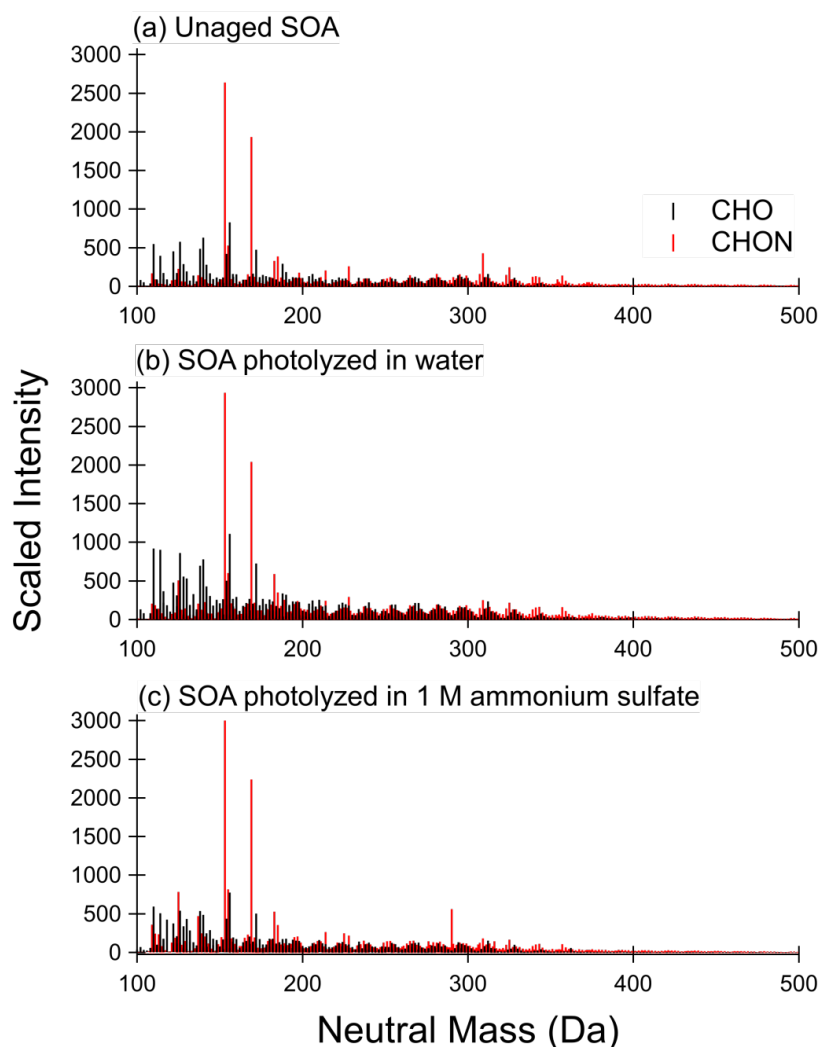 (a) Unaged SOA
3000
2500
2000
1500
1000
500
0
CHO
CHON
100 200 300 400 500
(b) SOA photolyzed in water
3000
2500
2000
1500
1000
500
0
100 200 300 400 500
(c) SOA photolyzed in 1 M ammonium sulfate
3000
2500
2000
1500
1000
500
0
100 200 300 400 500
Scaled Intensity
Neutral Mass (Da)